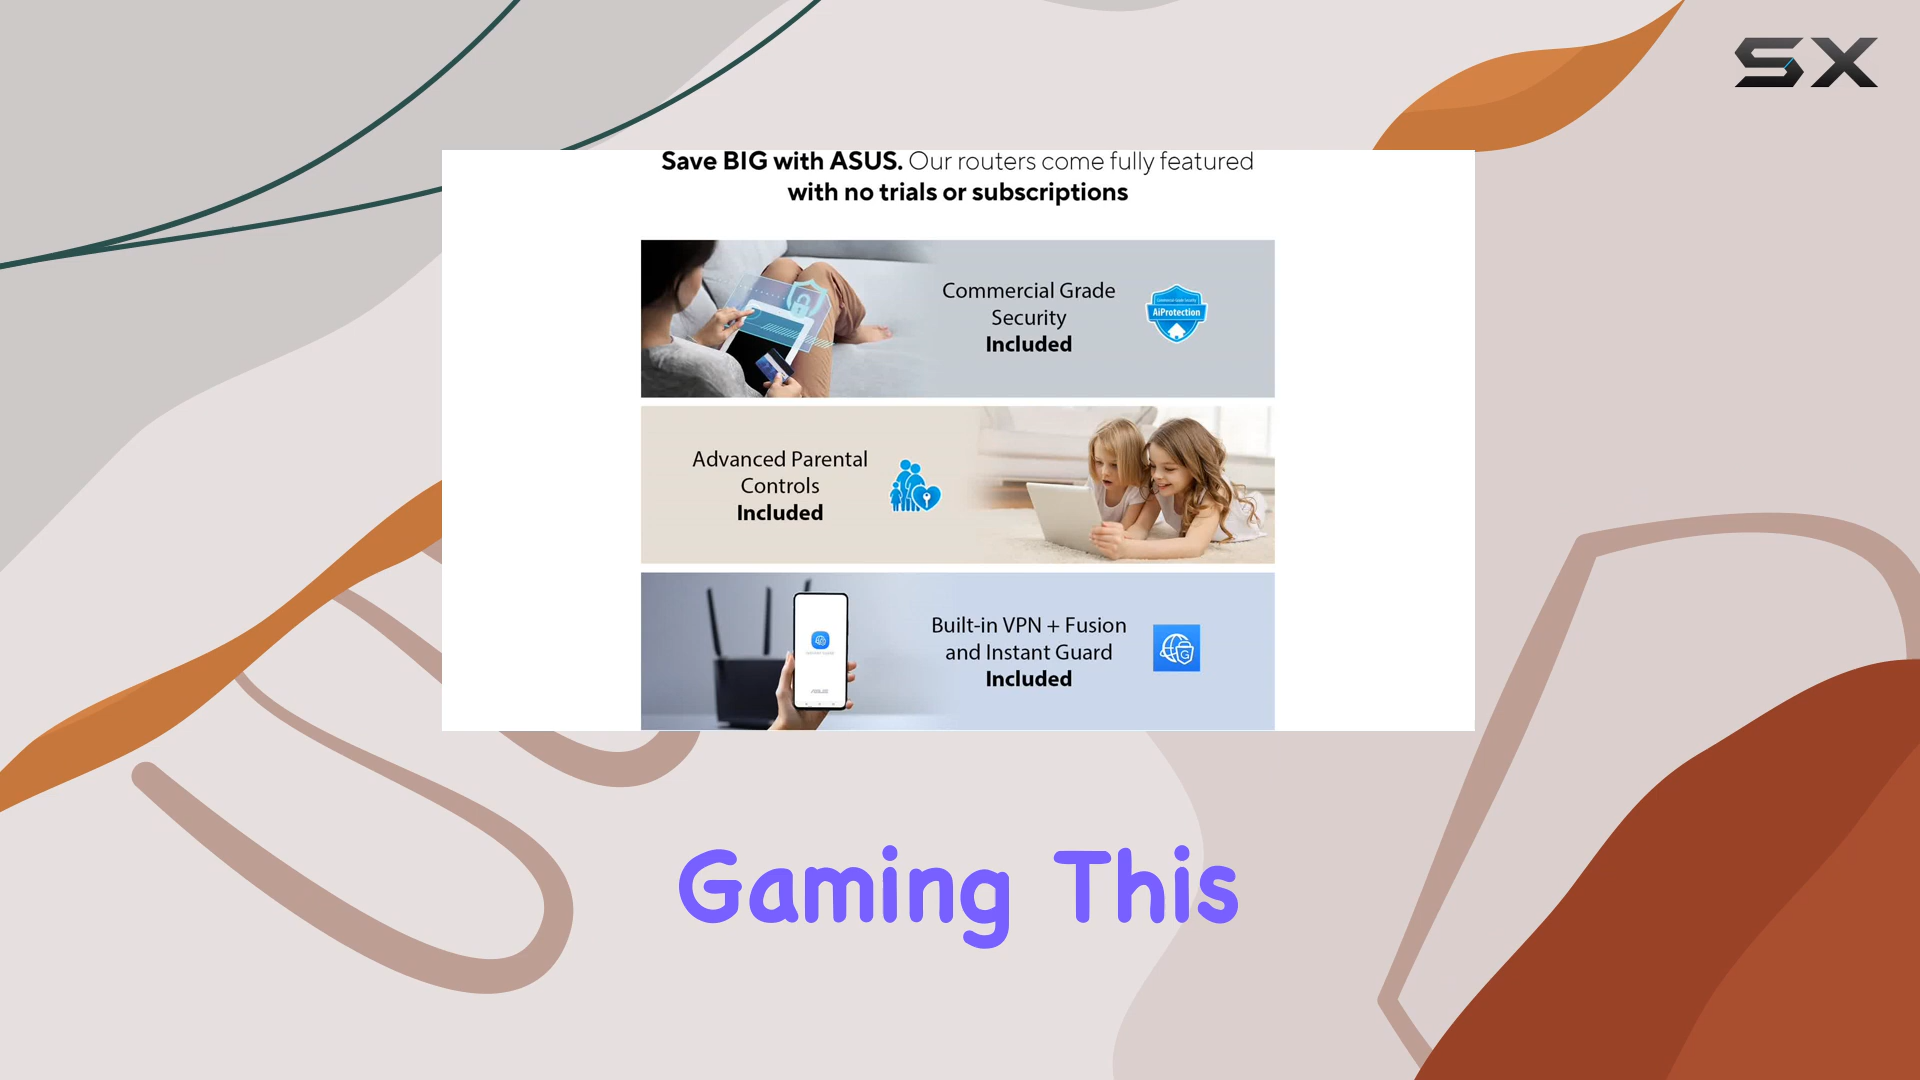 SX
Save BIG with ASUS. Our routers come fully featured
with no trials or subscriptions
Commercial Grade
Security
Included
AiProtection
Advanced Parental
Controls
Included
Built-in VPN + Fusion
and Instant Guard
Included
G
ASUS
Gaming This